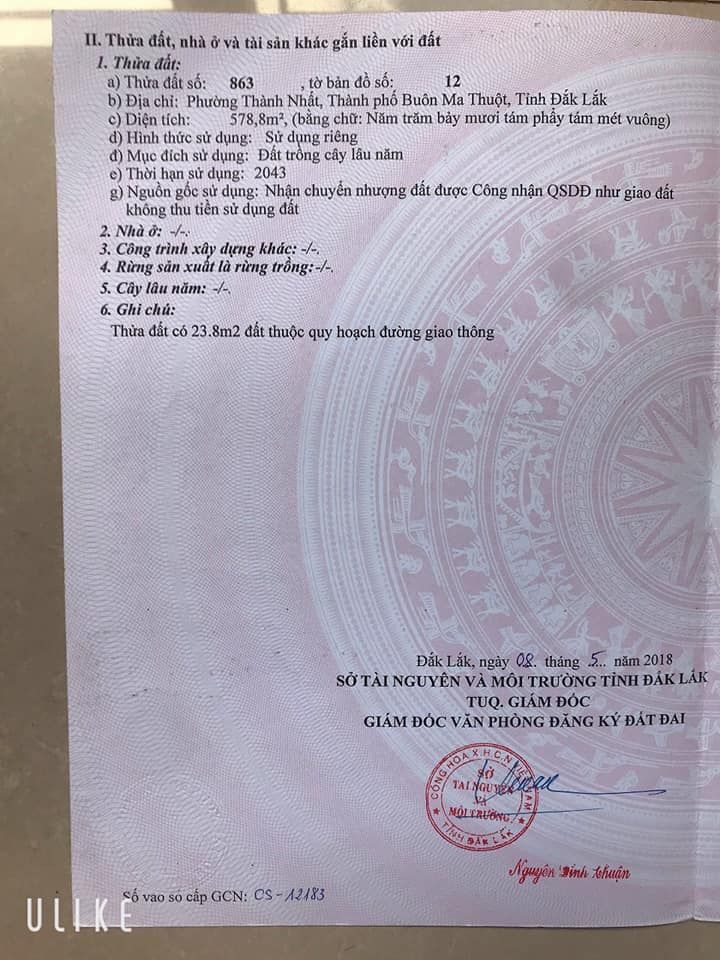 II. Thửa đất, nhà ở và tài sản khác gắn liền với đất
1. Thửa đất:
a) Thửa đất số: 863 , tờ bản đồ số: 12
b) Địa chỉ: Phường Thành Nhất, Thành phố Buôn Ma Thuột, Tỉnh Đắk Lắk
c) Diện tích: 578,8m², (bằng chữ: Năm trăm bảy mươi tám phẩy tám mét vuông)
d) Hình thức sử dụng: Sử dụng riêng
đ) Mục đích sử dụng: Đất trồng cây lâu năm
e) Thời hạn sử dụng: 2043
g) Nguồn gốc sử dụng: Nhận chuyển nhượng đất được Công nhận QSDĐ như giao đất
không thu tiền sử dụng đất
2. Nhà ở: -/-.
3. Công trình xây dựng khác: -/-.
4. Rừng sản xuất là rừng trồng:-/-.
5. Cây lâu năm: -/-.
6. Ghi chú:
Thửa đất có 23.8m2 đất thuộc quy hoạch đường giao thông
Đắk Lắk, ngày 08. tháng .5.. năm 2018
SỞ TÀI NGUYÊN VÀ MÔI TRƯỜNG TỈNH ĐẮK LẮK
TUQ. GIÁM ĐỐC
GIÁM ĐỐC VĂN PHÒNG ĐĂNG KÝ ĐẤT ĐAI
CỘNG HÒA X.H.C.N VIỆT NAM
SỞ
TÀI NGUYÊN
VÀ
MÔI TRƯỜNG
TỈNH ĐẮK LẮK
Nguyễn Đình Chuận
Số vào sổ cấp GCN: CS-12183
ULIKE